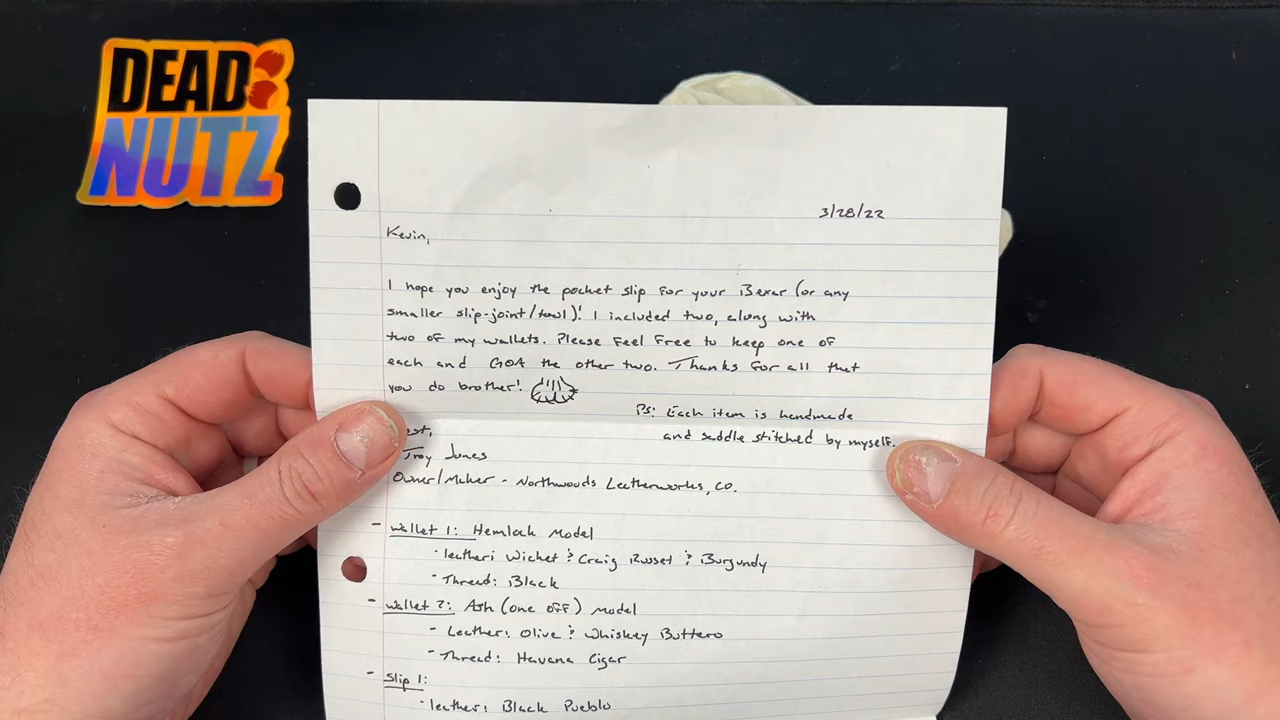 DEAD
NUTZ
3/28/22
Kevin,
I hope you enjoy the pocket slip for your Bexar (or any
smaller slip-joint/fowl)! I included two, along with
two of my wallets. Please Feel Free to keep one of
each and GOA the other two. Thanks for all that
you do brother!
PS: Each item is handmade
and saddle stitched by myself.
Troy Jones
Owner/Maker - Northwoods Leatherworks, CO.
- Wallet 1: Hemlock Model
· leather: Wicket & Craig Russet & Burgundy
· Thread: Black
- Wallet 2: Ash (one off) Model
- Leather: Olive & Whiskey Buttero
- Thread: Havana Cigar
- Slip 1:
· leather: Black Pueblo